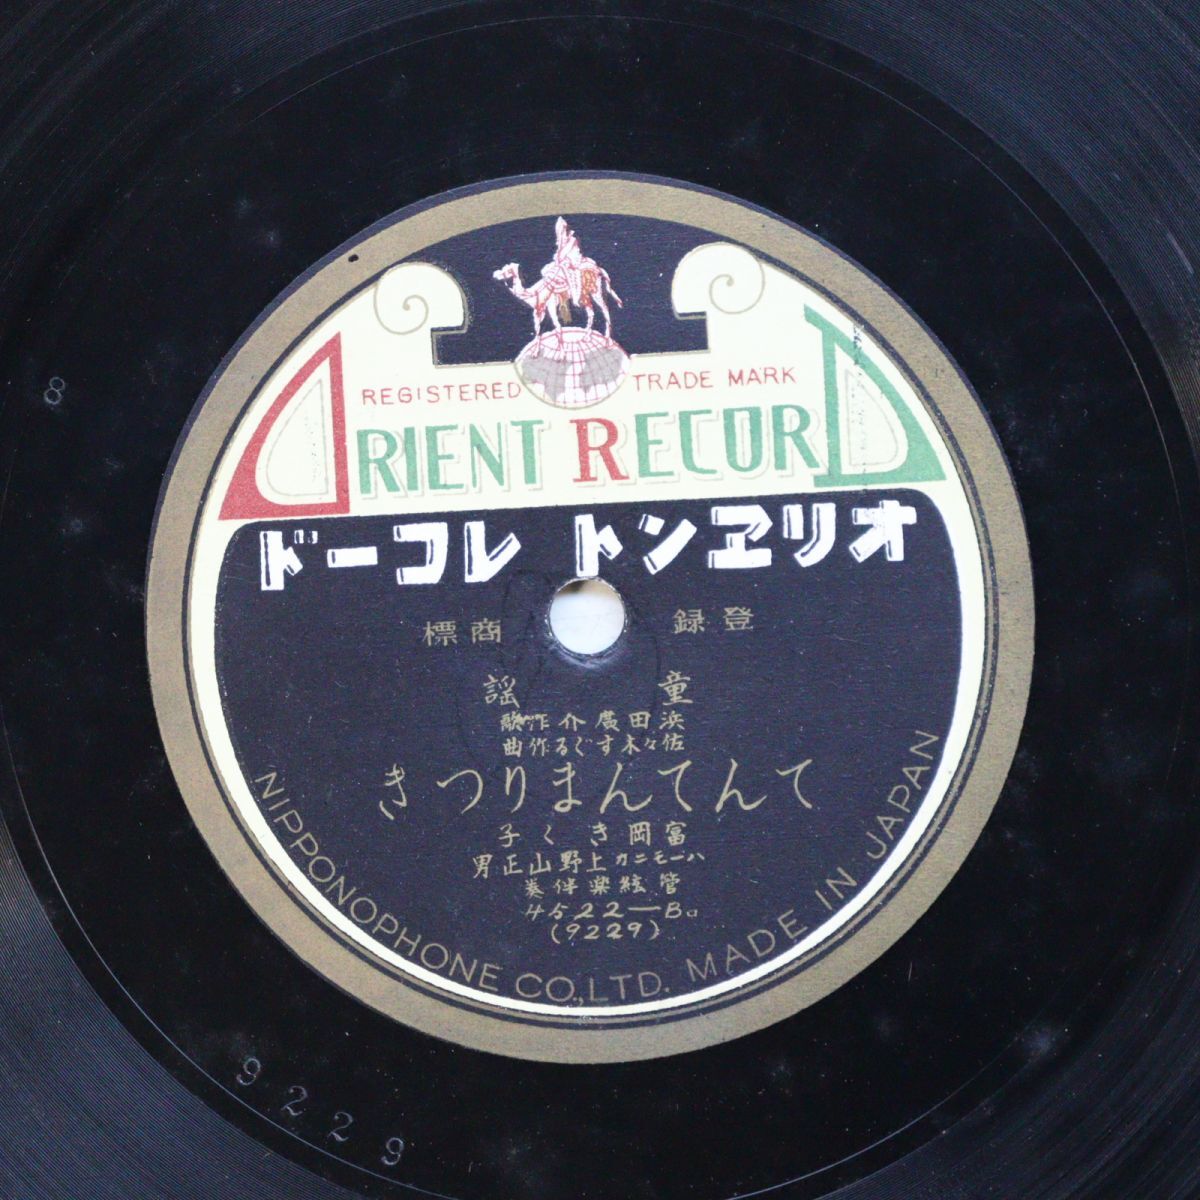 REGISTERED TRADE MARK
ORIENT RECORD
オリヱント レコード
登録 商標
童謡
浜田廣介作歌
佐々木すぐる作曲
てんてんまりつき
富岡きく子
ハーモニカ 上野山正男
管絃楽伴奏
4522—Ba
(9229)
NIPPONOPHONE CO., LTD. MADE IN JAPAN
8
9229